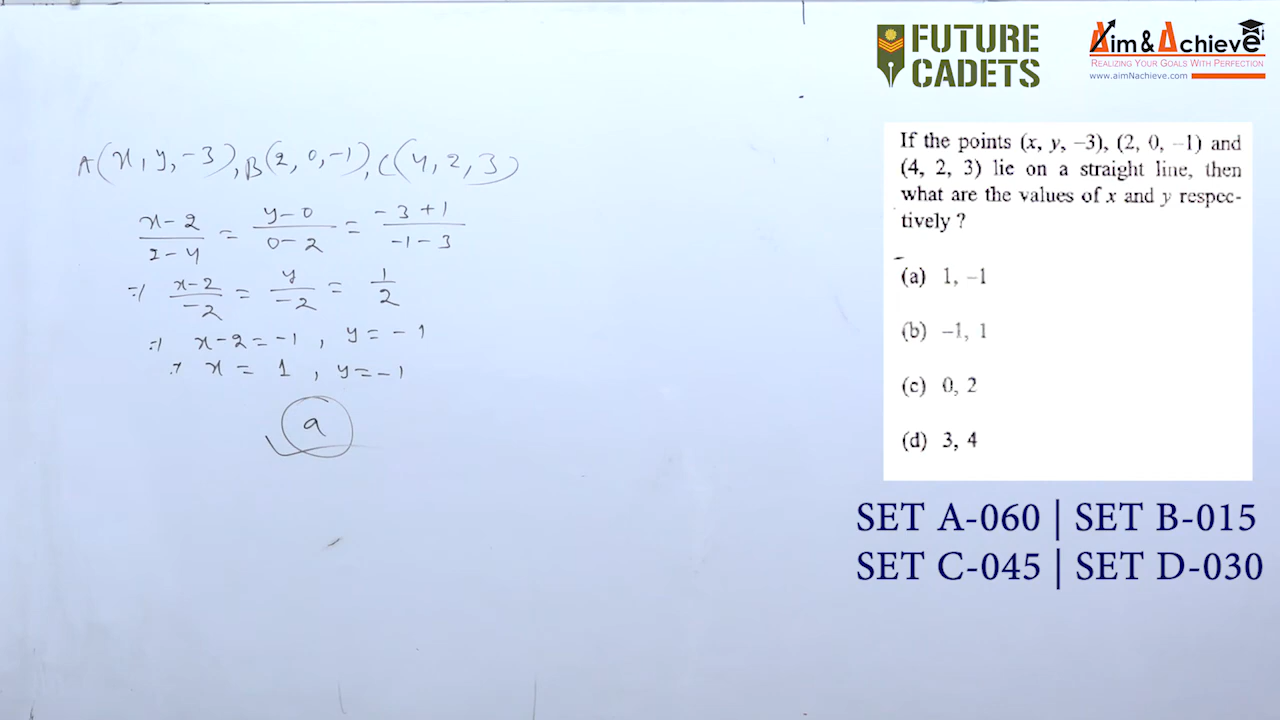 A(x, y, -3), B(2, 0, -1), C(4, 2, 3)
x-2/2-4 = y-0/0-2 = -3+1/-1-3
⇒ x-2/-2 = y/-2 = 1/2
⇒ x-2 = -1, y = -1
⇒ x = 1, y = -1
a
FUTURE
CADETS
Aim & Achieve
REALIZING YOUR GOALS WITH PERFECTION
www.aimNachieve.com
If the points (x, y, −3), (2, 0, −1) and
(4, 2, 3) lie on a straight line, then
what are the values of x and y respec-
tively ?
(a) 1, −1
(b) −1, 1
(c) 0, 2
(d) 3, 4
SET A-060 | SET B-015
SET C-045 | SET D-030